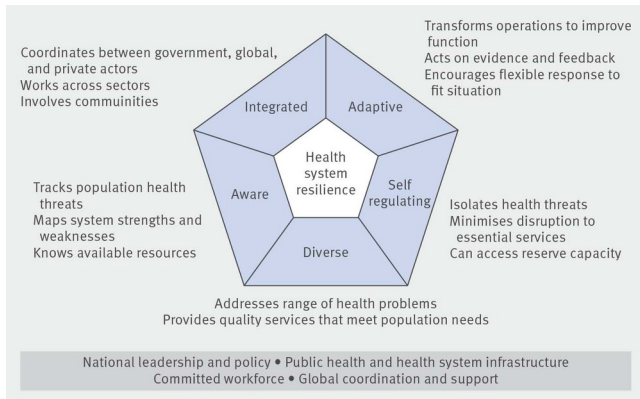 Transforms operations to improve
function
Acts on evidence and feedback
Encourages flexible response to
fit situation
Coordinates between government, global,
and private actors
Works across sectors
Involves commuinities
Integrated
Adaptive
Health
system
resilience
Aware
Self
regulating
Diverse
Tracks population health
threats
Maps system strengths and
weaknesses
Knows available resources
Isolates health threats
Minimises disruption to
essential services
Can access reserve capacity
Addresses range of health problems
Provides quality services that meet population needs
National leadership and policy • Public health and health system infrastructure
Committed workforce • Global coordination and support